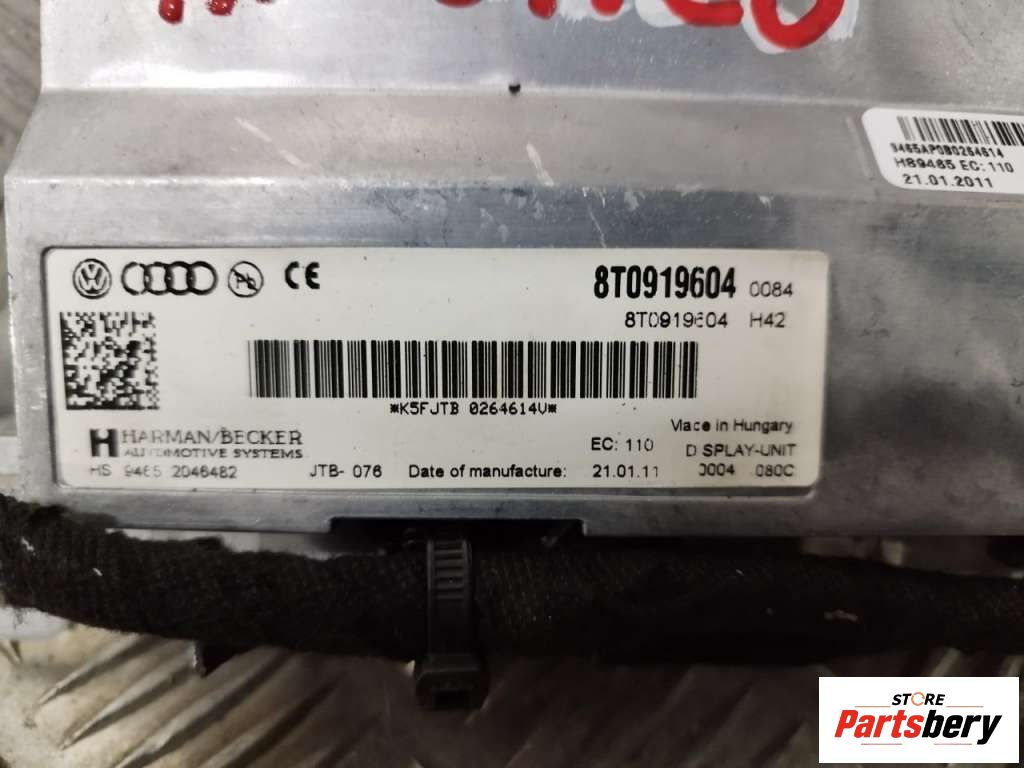 9465AP0B0264614
HS9465 EC: 110
21.01.2011
CE
8T0919604 0084
8T0919604 H42
*K5FJTB 0264614V*
HARMAN/BECKER
AUTOMOTIVE SYSTEMS
HS 9465 2046482
JTB- 076
Date of manufacture: 21.01.11
EC: 110
Made in Hungary
DISPLAY-UNIT
0004 080C
STORE
Partsbery